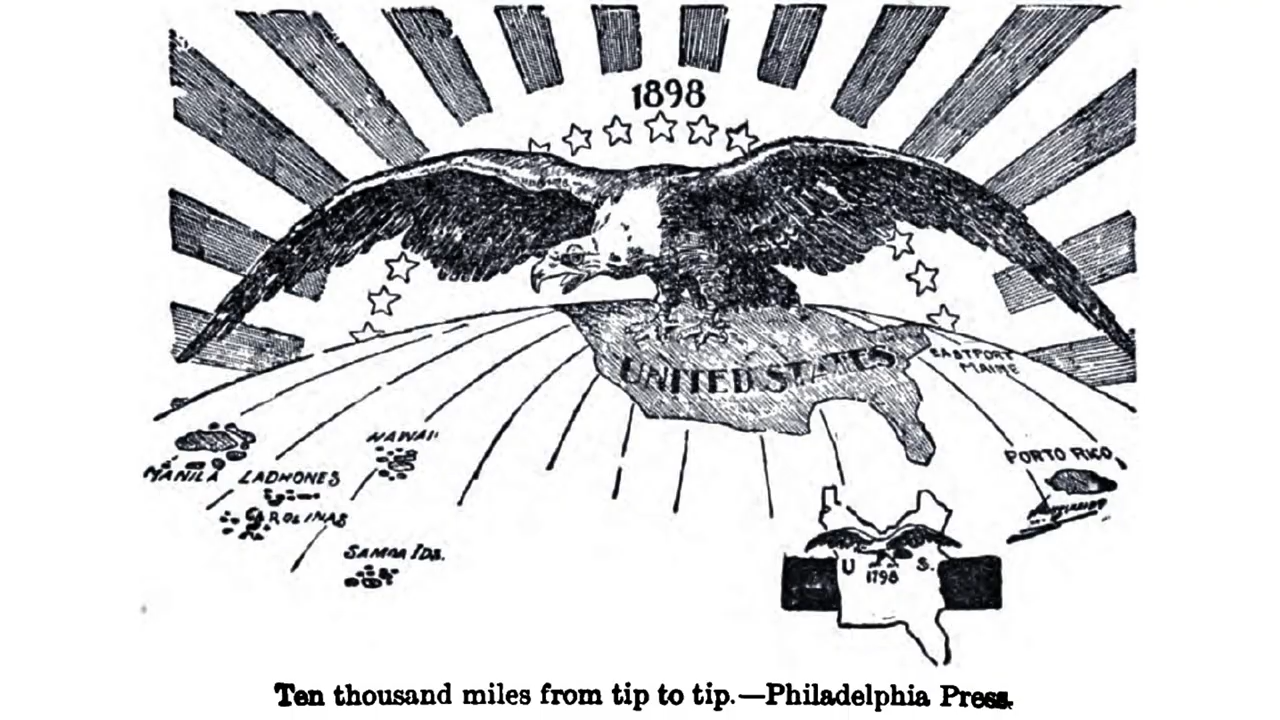 1898
UNITED STATES
EASTPORT
MAINE
HAWAII
MANILA
LADRONES
CAROLINAS
SAMOA IDS.
PORTO RICO
U S.
1798
Ten thousand miles from tip to tip.—Philadelphia Press.